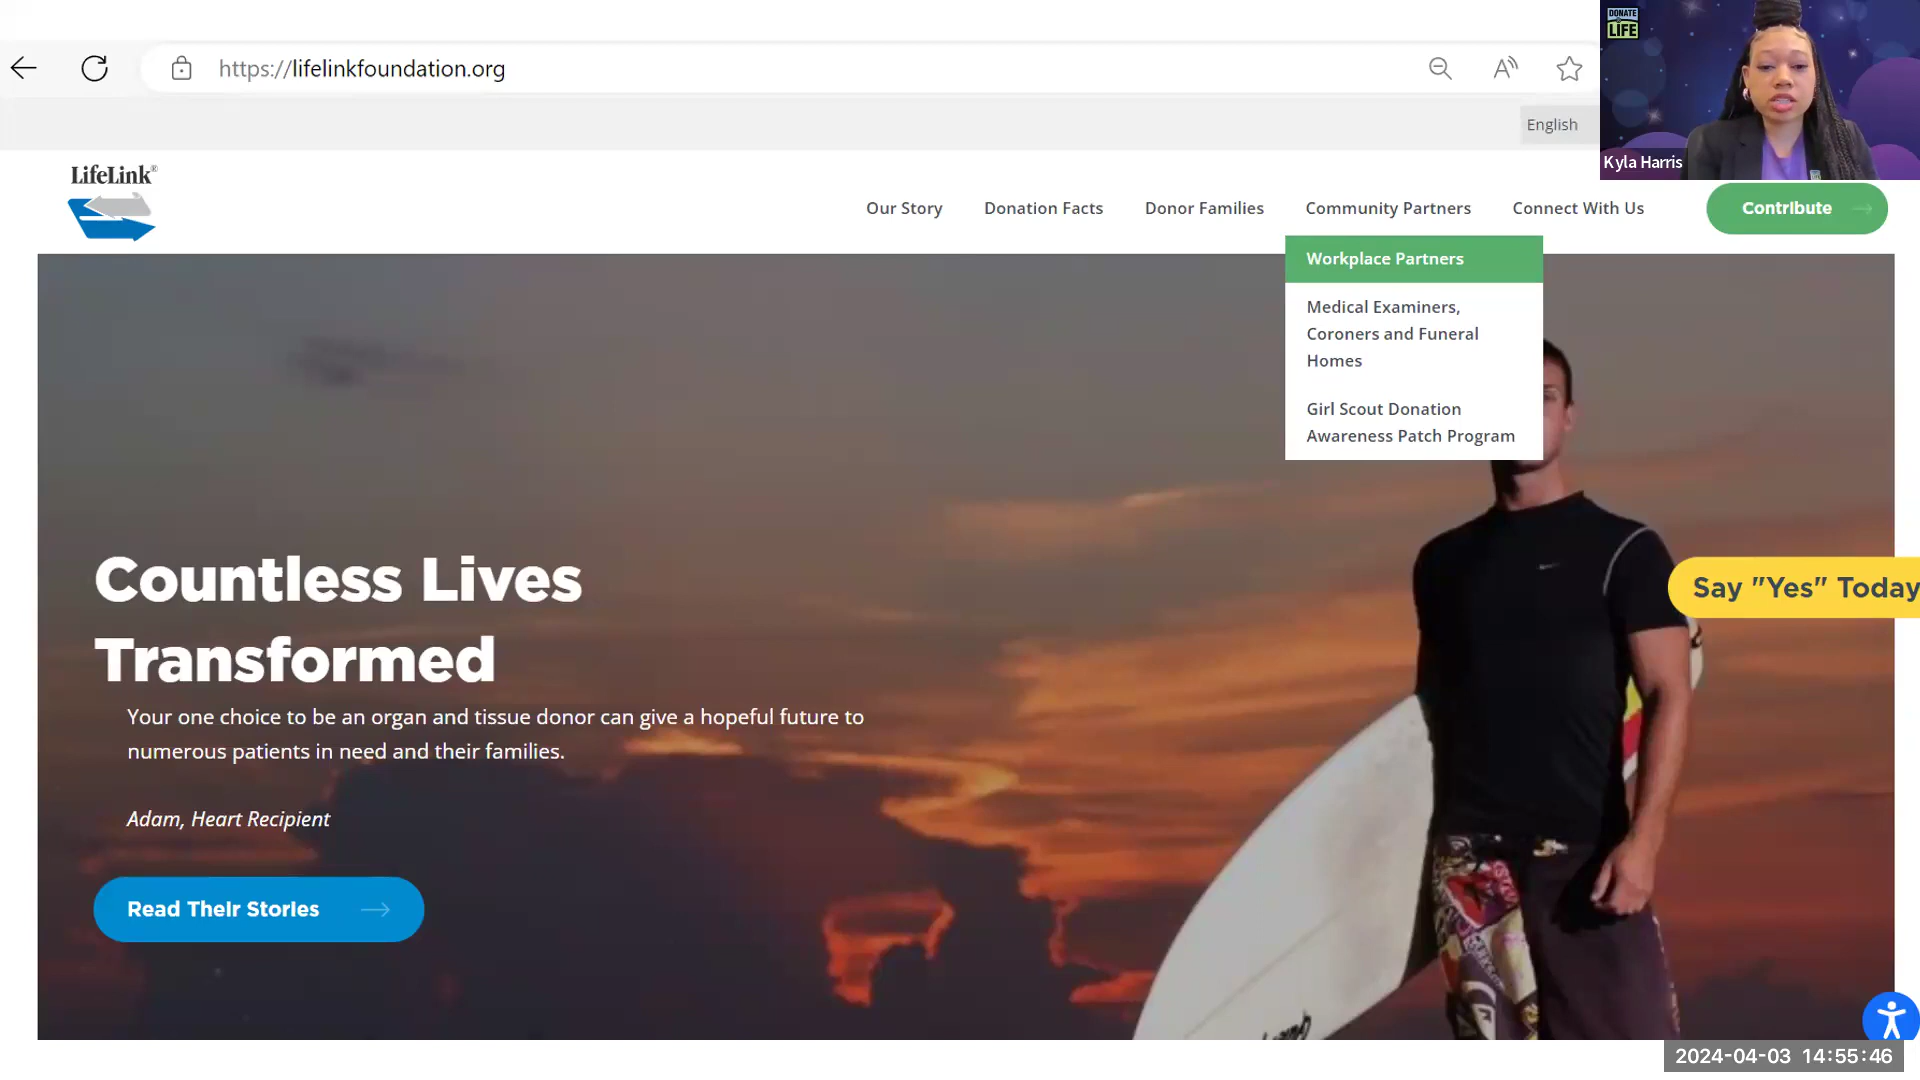 DONATE
LIFE
https://lifelinkfoundation.org
English
Kyla Harris
LifeLink®
Our Story
Donation Facts
Donor Families
Community Partners
Connect With Us
Contribute
Workplace Partners
Medical Examiners,
Coroners and Funeral
Homes
Girl Scout Donation
Awareness Patch Program
Countless Lives
Transformed
Say "Yes" Today
Your one choice to be an organ and tissue donor can give a hopeful future to
numerous patients in need and their families.
Adam, Heart Recipient
Read Their Stories
2024-04-03 14:55:46